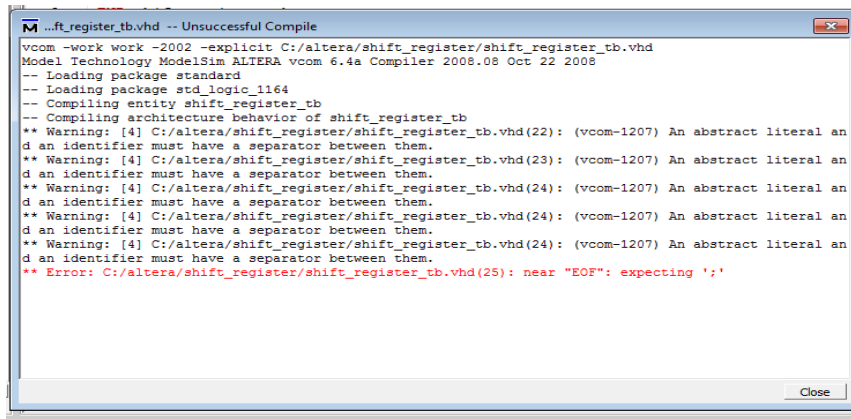 ...ft_register_tb.vhd -- Unsuccessful Compile
vcom -work work -2002 -explicit C:/altera/shift_register/shift_register_tb.vhd
Model Technology ModelSim ALTERA vcom 6.4a Compiler 2008.08 Oct 22 2008
-- Loading package standard
-- Loading package std_logic_1164
-- Compiling entity shift_register_tb
-- Compiling architecture behavior of shift_register_tb
** Warning: [4] C:/altera/shift_register/shift_register_tb.vhd(22): (vcom-1207) An abstract literal an
d an identifier must have a separator between them.
** Warning: [4] C:/altera/shift_register/shift_register_tb.vhd(23): (vcom-1207) An abstract literal an
d an identifier must have a separator between them.
** Warning: [4] C:/altera/shift_register/shift_register_tb.vhd(24): (vcom-1207) An abstract literal an
d an identifier must have a separator between them.
** Warning: [4] C:/altera/shift_register/shift_register_tb.vhd(24): (vcom-1207) An abstract literal an
d an identifier must have a separator between them.
** Warning: [4] C:/altera/shift_register/shift_register_tb.vhd(24): (vcom-1207) An abstract literal an
d an identifier must have a separator between them.
** Error: C:/altera/shift_register/shift_register_tb.vhd(25): near "EOF": expecting ';'
Close